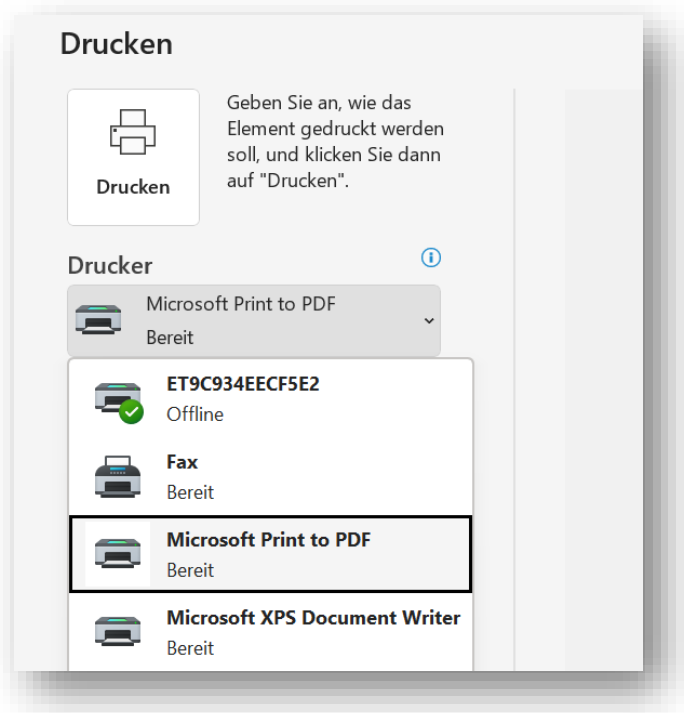 Drucken
Geben Sie an, wie das
Element gedruckt werden
soll, und klicken Sie dann
auf "Drucken".
Drucken
Drucker
Microsoft Print to PDF
Bereit
ET9C934EECF5E2
Offline
Fax
Bereit
Microsoft Print to PDF
Bereit
Microsoft XPS Document Writer
Bereit